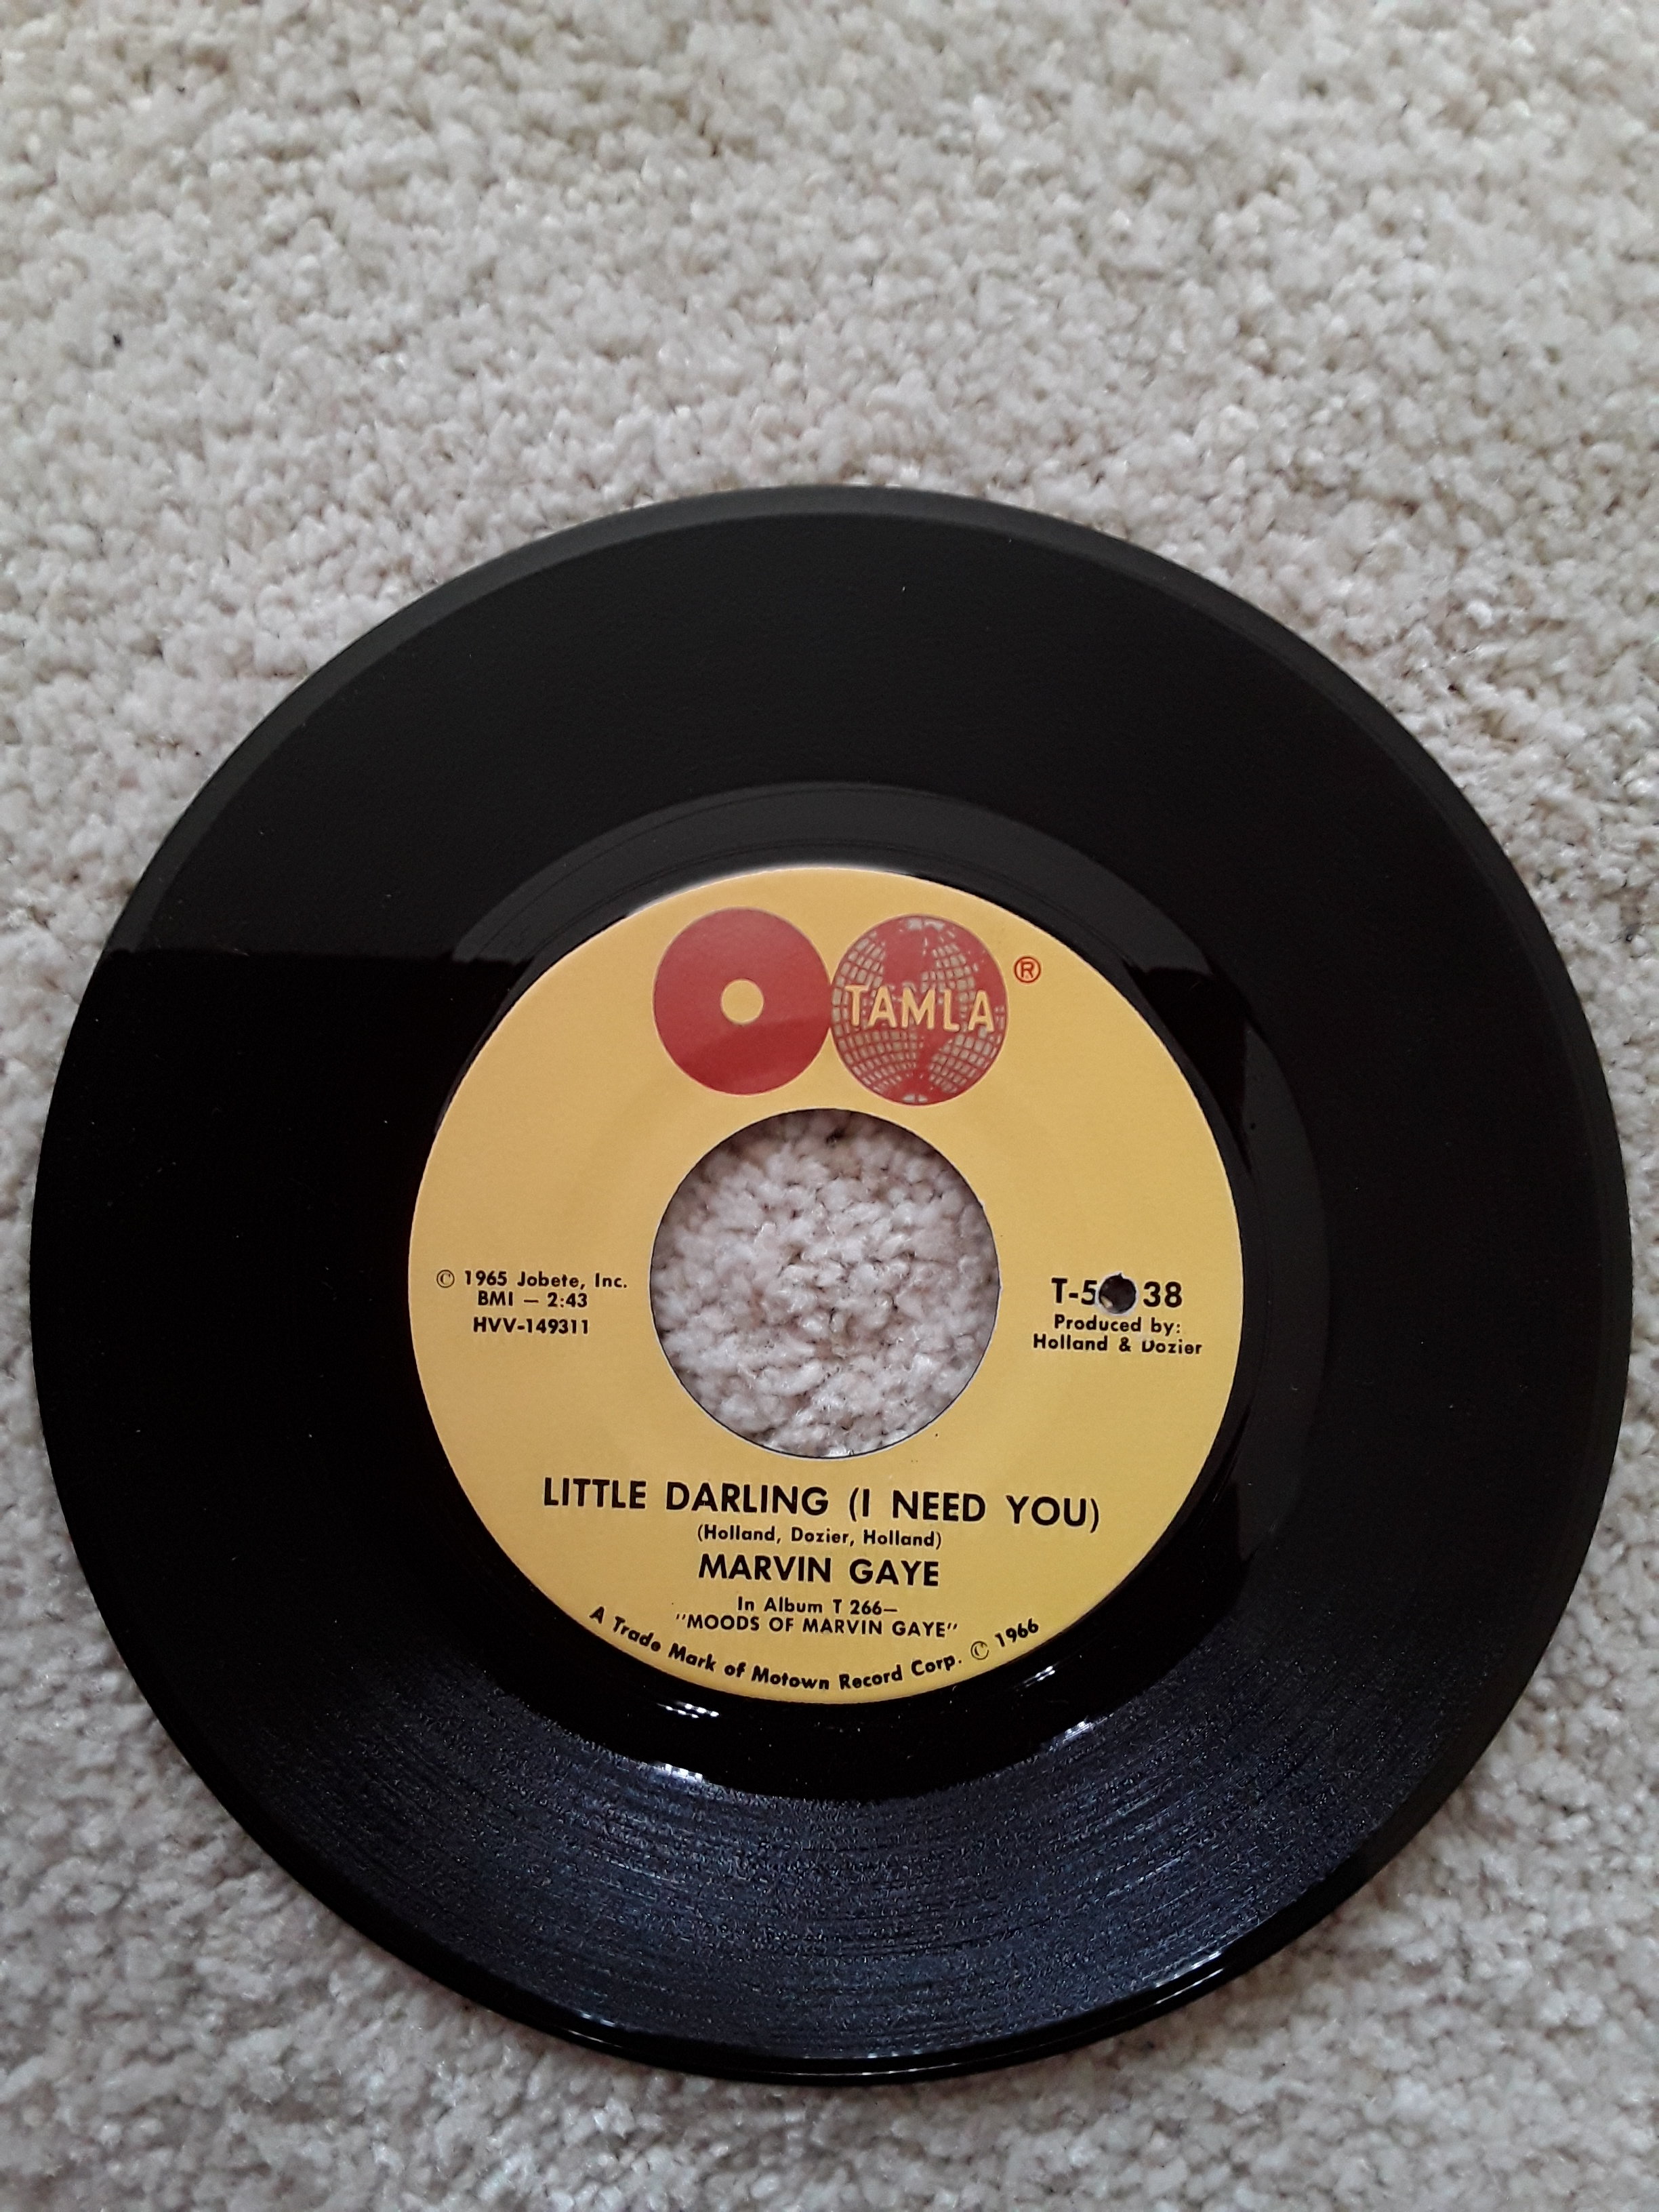 TAMLA ®
© 1965 Jobete, Inc.
BMI — 2:43
HVV-149311
T-5 38
Produced by:
Holland & Dozier
LITTLE DARLING (I NEED YOU)
(Holland, Dozier, Holland)
MARVIN GAYE
In Album T 266—
"MOODS OF MARVIN GAYE"
A Trade Mark of Motown Record Corp. © 1966